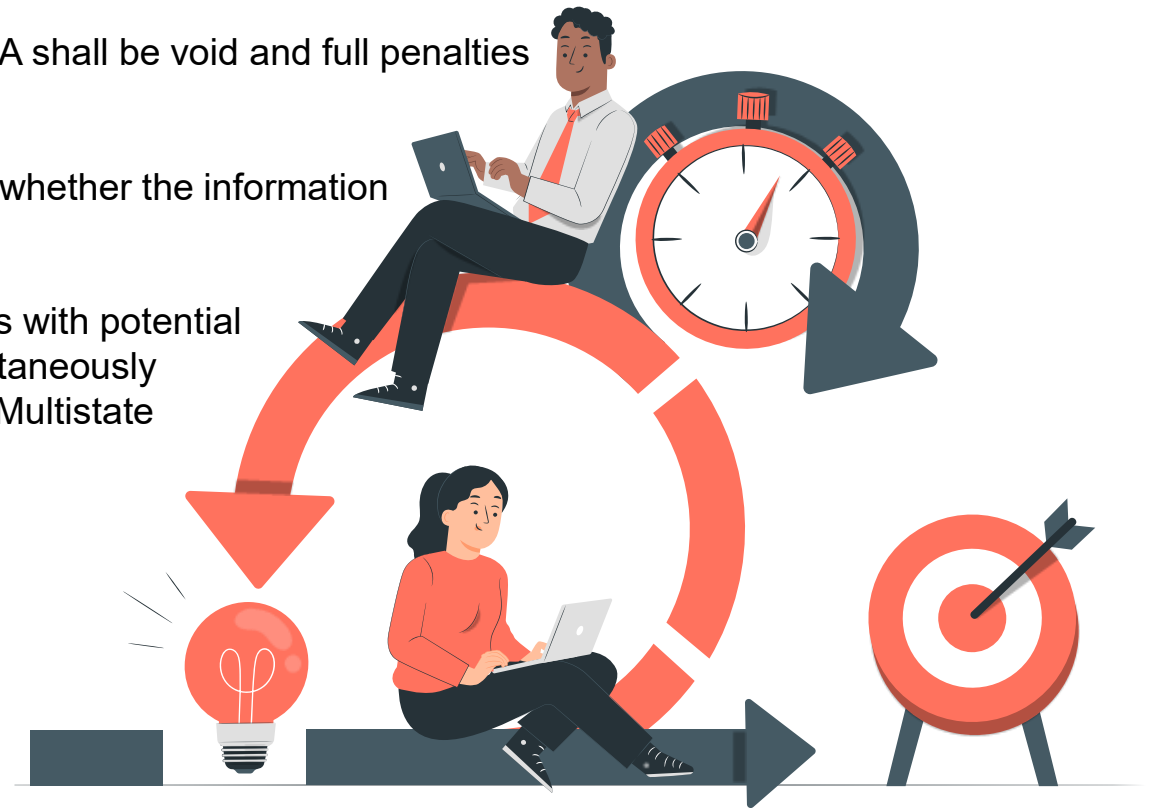 A shall be void and full penalties
whether the information
s with potential
taneously
Multistate